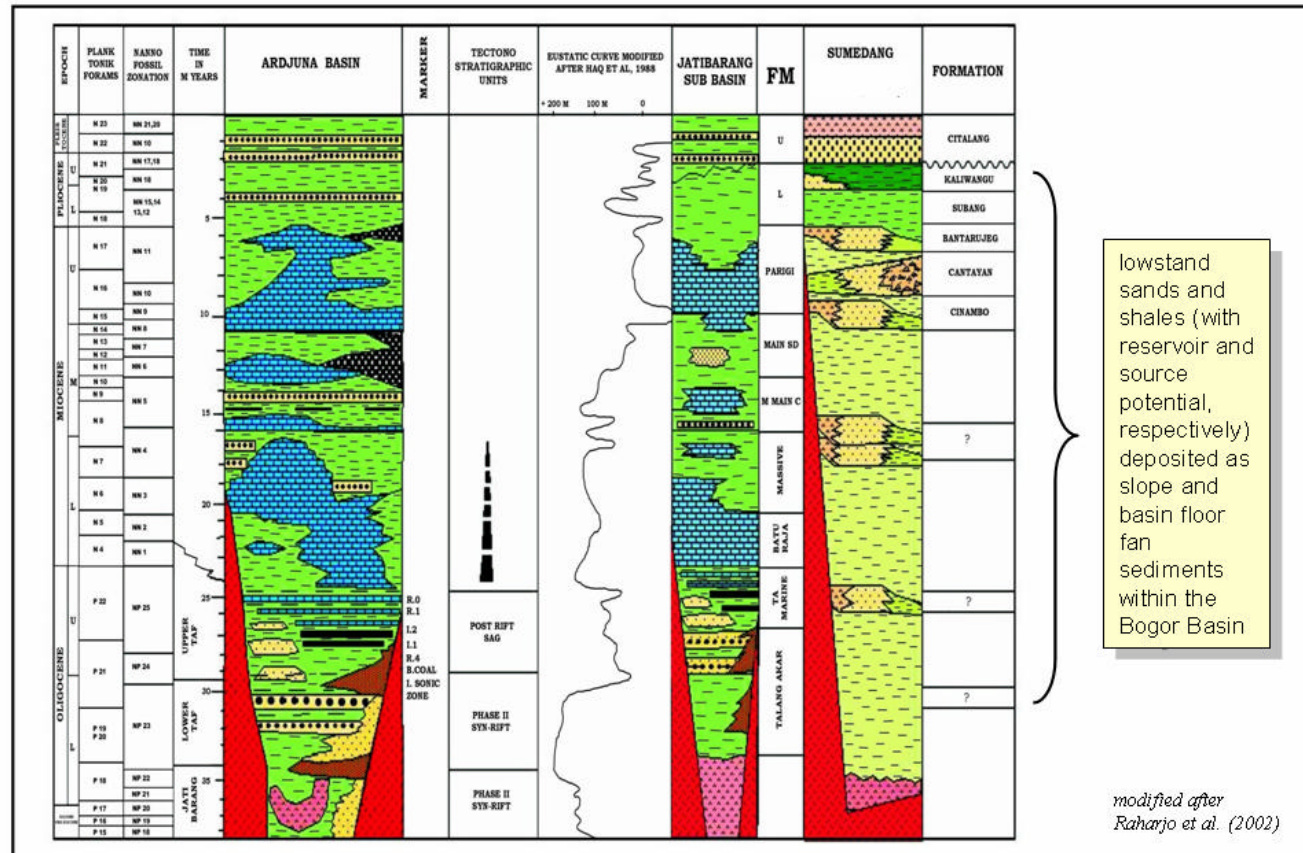 EPOCH
PLANK
TONIK
FORAMS
NANNO
FOSSIL
ZONATION
TIME
IN
M YEARS
ARDJUNA BASIN
MARKER
TECTONO
STRATIGRAPHIC
UNITS
EUSTATIC CURVE MODIFIED
AFTER HAQ ET AL, 1988
+ 200 M 100 M 0
JATIBARANG
SUB BASIN
FM
SUMEDANG
FORMATION
PLEIS
TOCENE
PLIOCENE
U
L
MIOCENE
U
M
L
OLIGOCENE
U
L
N 23
N 22
N 21
N 20
N 19
N 18
N 17
N 16
N 15
N 14
N 13
N 12
N 11
N 10
N 9
N 8
N 7
N 6
N 5
N 4
P 22
P 21
P 19
P 20
P 18
P 17
P 16
P 15
NN 21,20
NN 10
NN 17,18
NN 16
NN 15,14
13,12
NN 11
NN 10
NN 9
NN 8
NN 7
NN 6
NN 5
NN 4
NN 3
NN 2
NN 1
NP 25
NP 24
NP 23
NP 22
NP 21
NP 20
NP 19
NP 18
5
10
15
20
25
30
35
UPPER
TAF
LOWER
TAF
JATI
BARANG
R.0
R.1
I.2
I.1
R.4
B.COAL
I. SONIC
ZONE
POST RIFT
SAG
PHASE II
SYN-RIFT
PHASE II
SYN-RIFT
U
L
PARIGI
MAIN SD
M MAIN C
MASSIVE
BATU
RAJA
TA
MARINE
TALANG AKAR
CITALANG
KALIWANGU
SUBANG
BANTARUJEG
CANTAYAN
CINAMBO
?
?
?
lowstand
sands and
shales (with
reservoir and
source
potential,
respectively)
deposited as
slope and
basin floor
fan
sediments
within the
Bogor Basin
modified after
Raharjo et al. (2002)